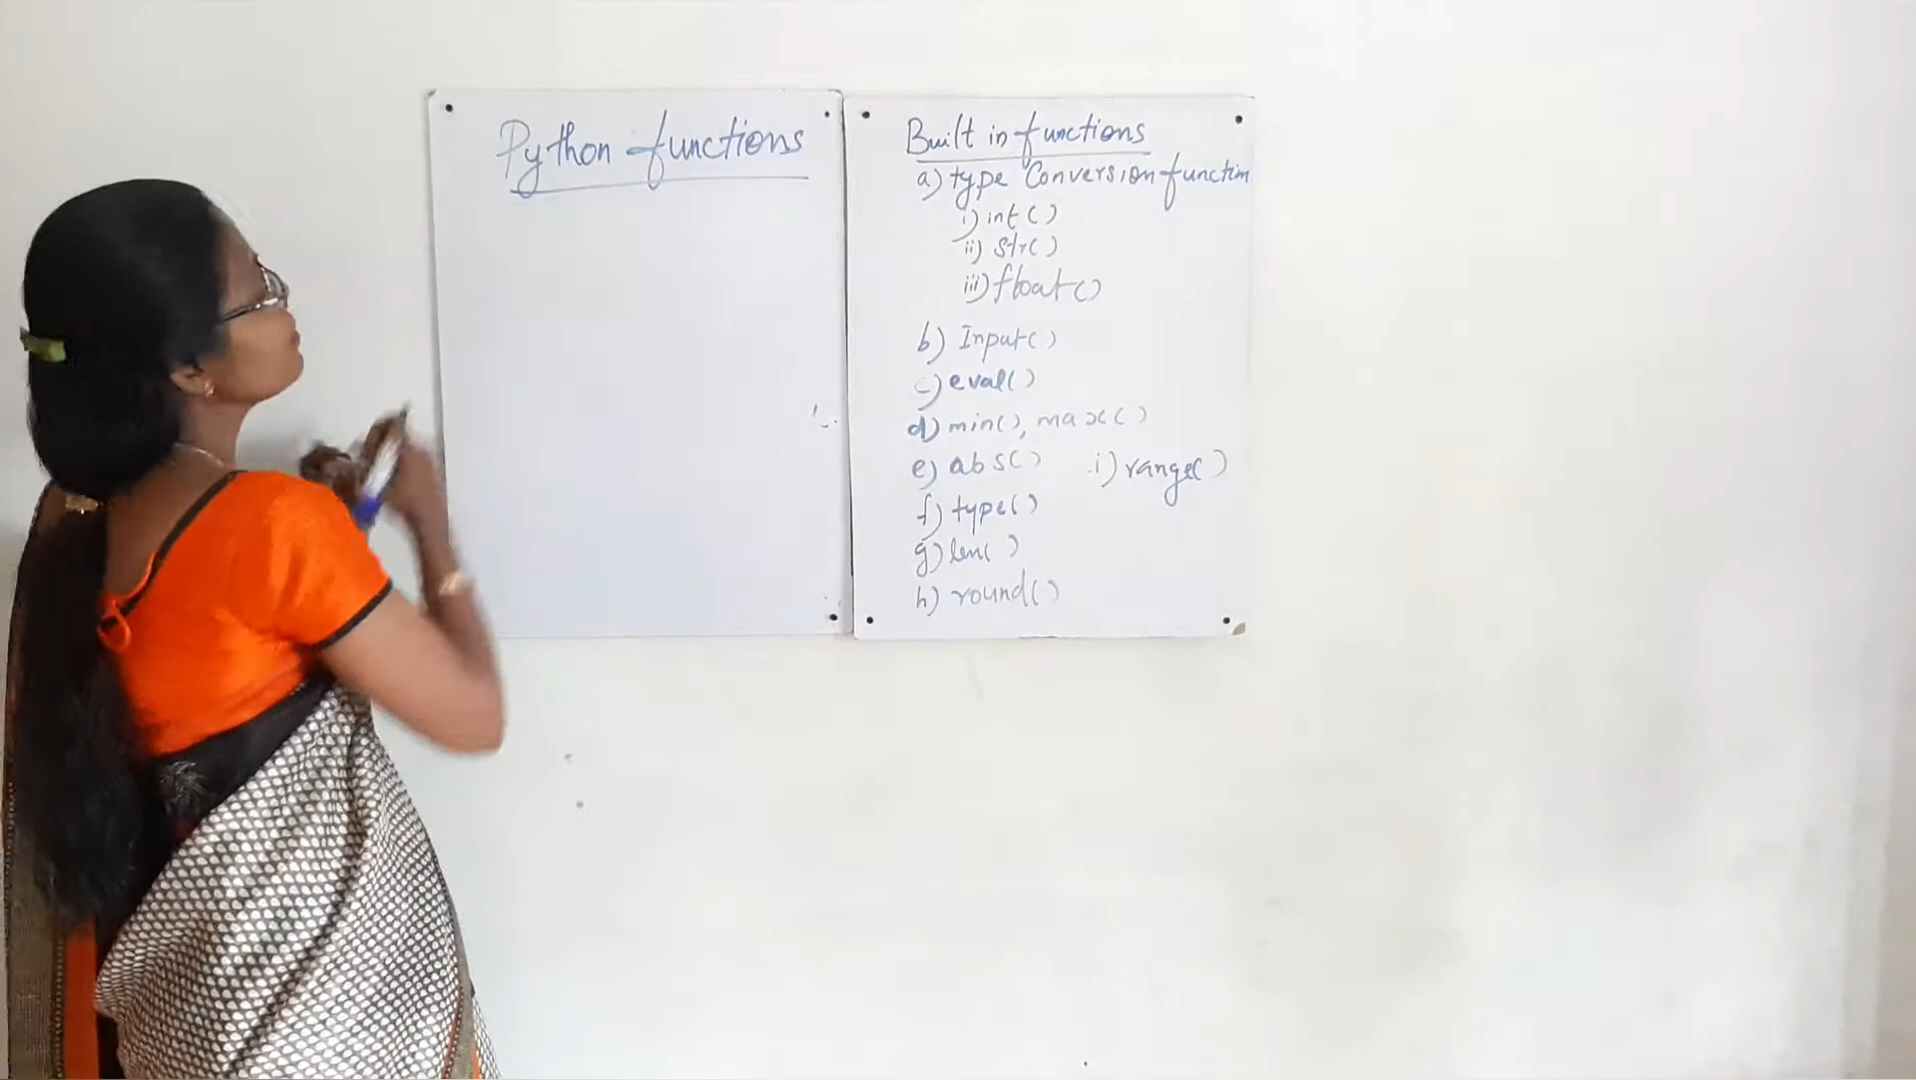 Python functions
Built in functions
a) type Conversion function
i) int()
ii) str()
iii) float()
b) Input()
c) eval()
d) min(), max()
e) abs() i) range()
f) type()
g) len( )
h) round()